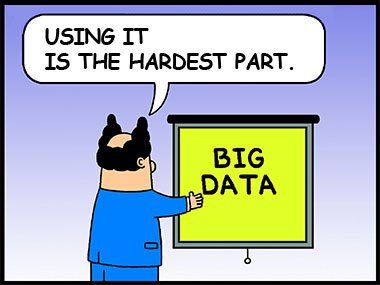 USING IT
IS THE HARDEST PART.
BIG
DATA